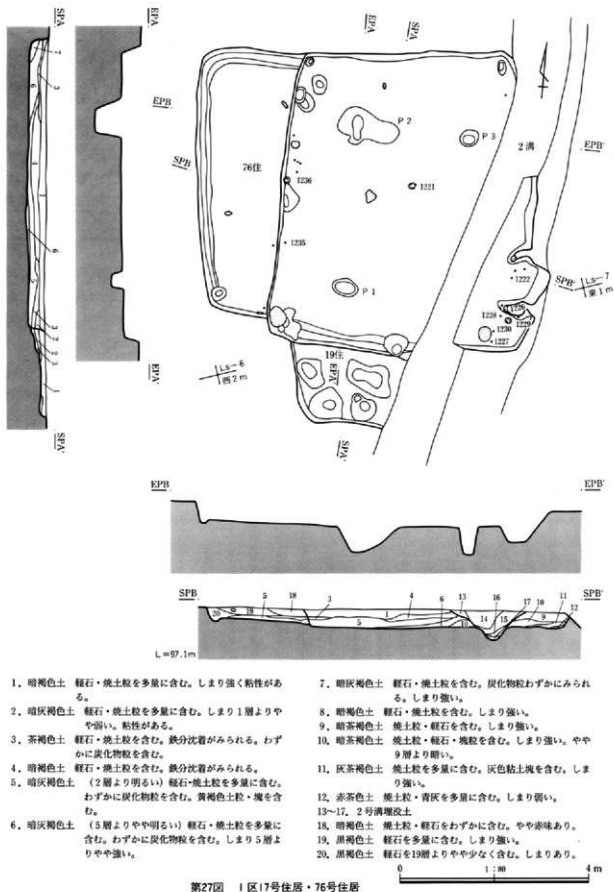 SPA
EPA
EPA
EPB
SPB
76住
P 2
P 3
2溝
EPB'
1236
1221
1235
1222
SPB'
Ls-7
東1m
1226
1228
1229
1230
1227
P 1
19住
EPA'
Ls-6
西2m
SPA'
EPA'
SPA'
EPB
EPB'
SPB
SPB'
L=97.1m
1. 暗褐色土 軽石・焼土粒を多量に含む。しまり強く粘性があ
る。
2. 暗灰褐色土 軽石・焼土粒を多量に含む。しまり1層よりや
や弱い。粘性がある。
3. 茶褐色土 軽石・焼土粒を含む。鉄分沈着がみられる。わず
かに炭化物粒を含む。
4. 暗褐色土 軽石・焼土粒を含む。鉄分沈着がみられる。
5. 暗灰褐色土 (2層より明るい)軽石・焼土粒を多量に含む。
わずかに炭化物粒を含む。黄褐色土粒・塊を含
む。
6. 暗灰褐色土 (5層よりやや明るい)軽石・焼土粒を多量
に含む。わずかに炭化物粒を含む。しまり5層よ
りやや強い。
7. 暗灰褐色土 軽石・焼土粒を含む。炭化物粒わずかにみられ
る。しまり強い。
8. 暗褐色土 軽石・焼土粒を含む。しまり強い。
9. 暗茶褐色土 焼土粒・軽石を含む。しまり強い。
10. 暗茶褐色土 焼土粒・軽石・塊粒を含む。しまり強い。やや
9層より暗い。
11. 灰茶褐色土 焼土粒を多量に含む。灰色粘土塊を含む。しま
り強い。
12. 赤茶色土 焼土粒・青灰を多量に含む。しまり弱い。
13~17. 2号溝埋没土
18. 暗褐色土 焼土粒・軽石をわずかに含む。やや赤味あり。
19. 黒褐色土 軽石を多量に含む。しまり強い。
20. 黒褐色土 軽石を19層よりやや少なく含む。しまりあり。
0 1:80 4m
第27図 1区17号住居・76号住居